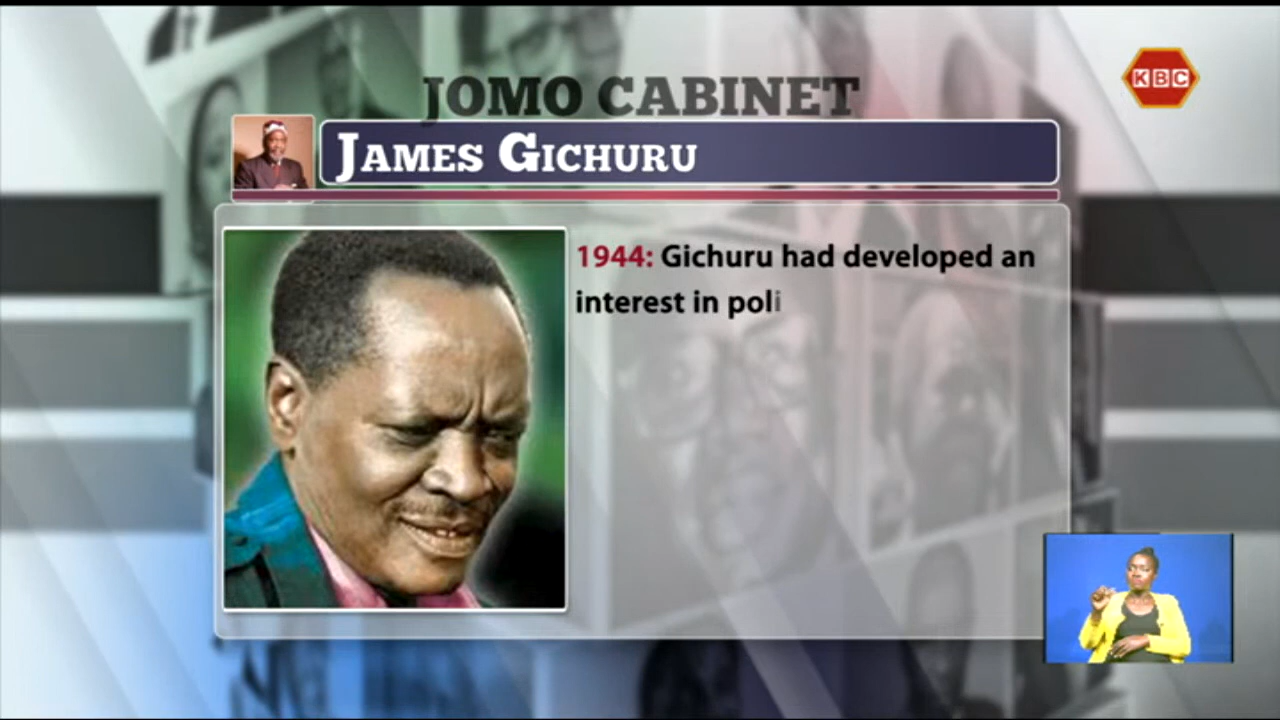 JOMO CABINET
KBC
JAMES GICHURU
1944: Gichuru had developed an
interest in poli